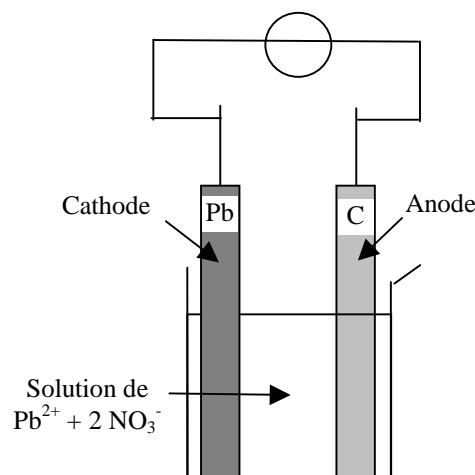 Cathode
Pb
C
Anode
Solution de
Pb²⁺ + 2 NO₃⁻